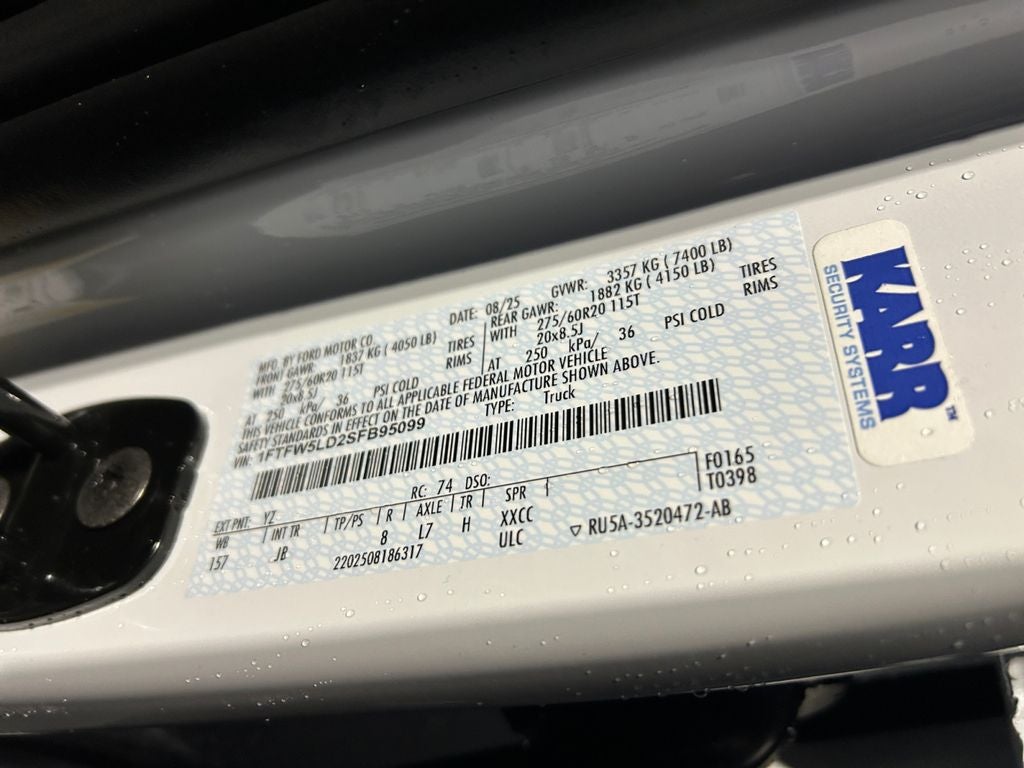 MFD. BY FORD MOTOR CO. DATE: 08/25 GVWR: 3357 KG ( 7400 LB)
FRONT GAWR: 1837 KG ( 4050 LB) REAR GAWR: 1882 KG ( 4150 LB)
WITH 275/60R20 115T TIRES WITH 275/60R20 115T TIRES
20x8.5J RIMS 20x8.5J RIMS
AT 250 kPa/ 36 PSI COLD AT 250 kPa/ 36 PSI COLD
THIS VEHICLE CONFORMS TO ALL APPLICABLE FEDERAL MOTOR VEHICLE
SAFETY STANDARDS IN EFFECT ON THE DATE OF MANUFACTURE SHOWN ABOVE.
VIN: 1FTFW5LD2SFB95099 TYPE: Truck
EXT PNT: YZ RC: 74 DSO: F0165
WB INT TR TP/PS R AXLE TR SPR T0398
157 JB 8 L7 H XXCC
2202508186317 ULC ▽ RU5A-3520472-AB
KARR™
SECURITY SYSTEMS